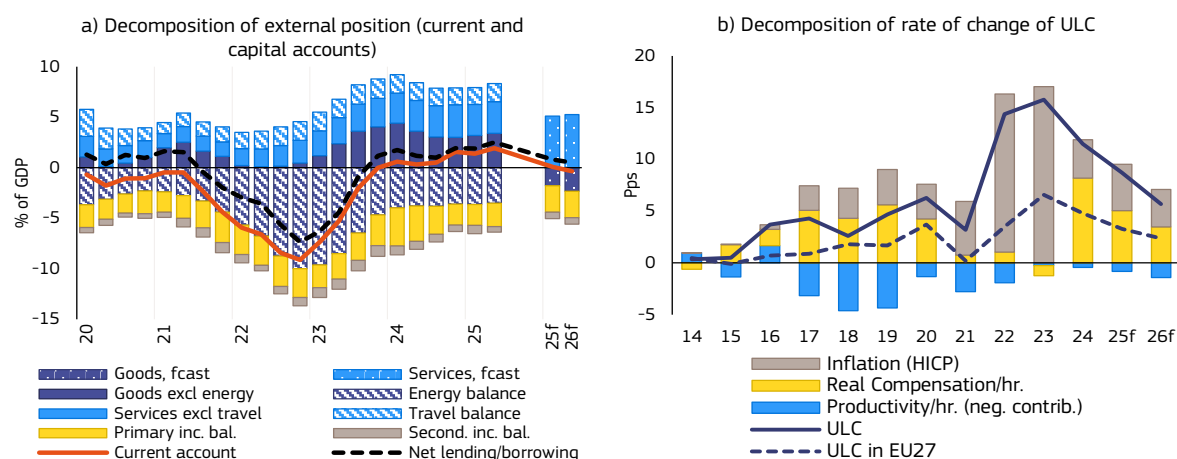 a) Decomposition of external position (current and
capital accounts)
% of GDP
10
5
0
-5
-10
-15
20
21
22
23
24
25
25f
26f
Goods, fcast
Services, fcast
Goods excl energy
Energy balance
Services excl travel
Travel balance
Primary inc. bal.
Second. inc. bal.
Current account
Net lending/borrowing
b) Decomposition of rate of change of ULC
Pps
20
15
10
5
0
-5
14
15
16
17
18
19
20
21
22
23
24
25f
26f
Inflation (HICP)
Real Compensation/hr.
Productivity/hr. (neg. contrib.)
ULC
ULC in EU27